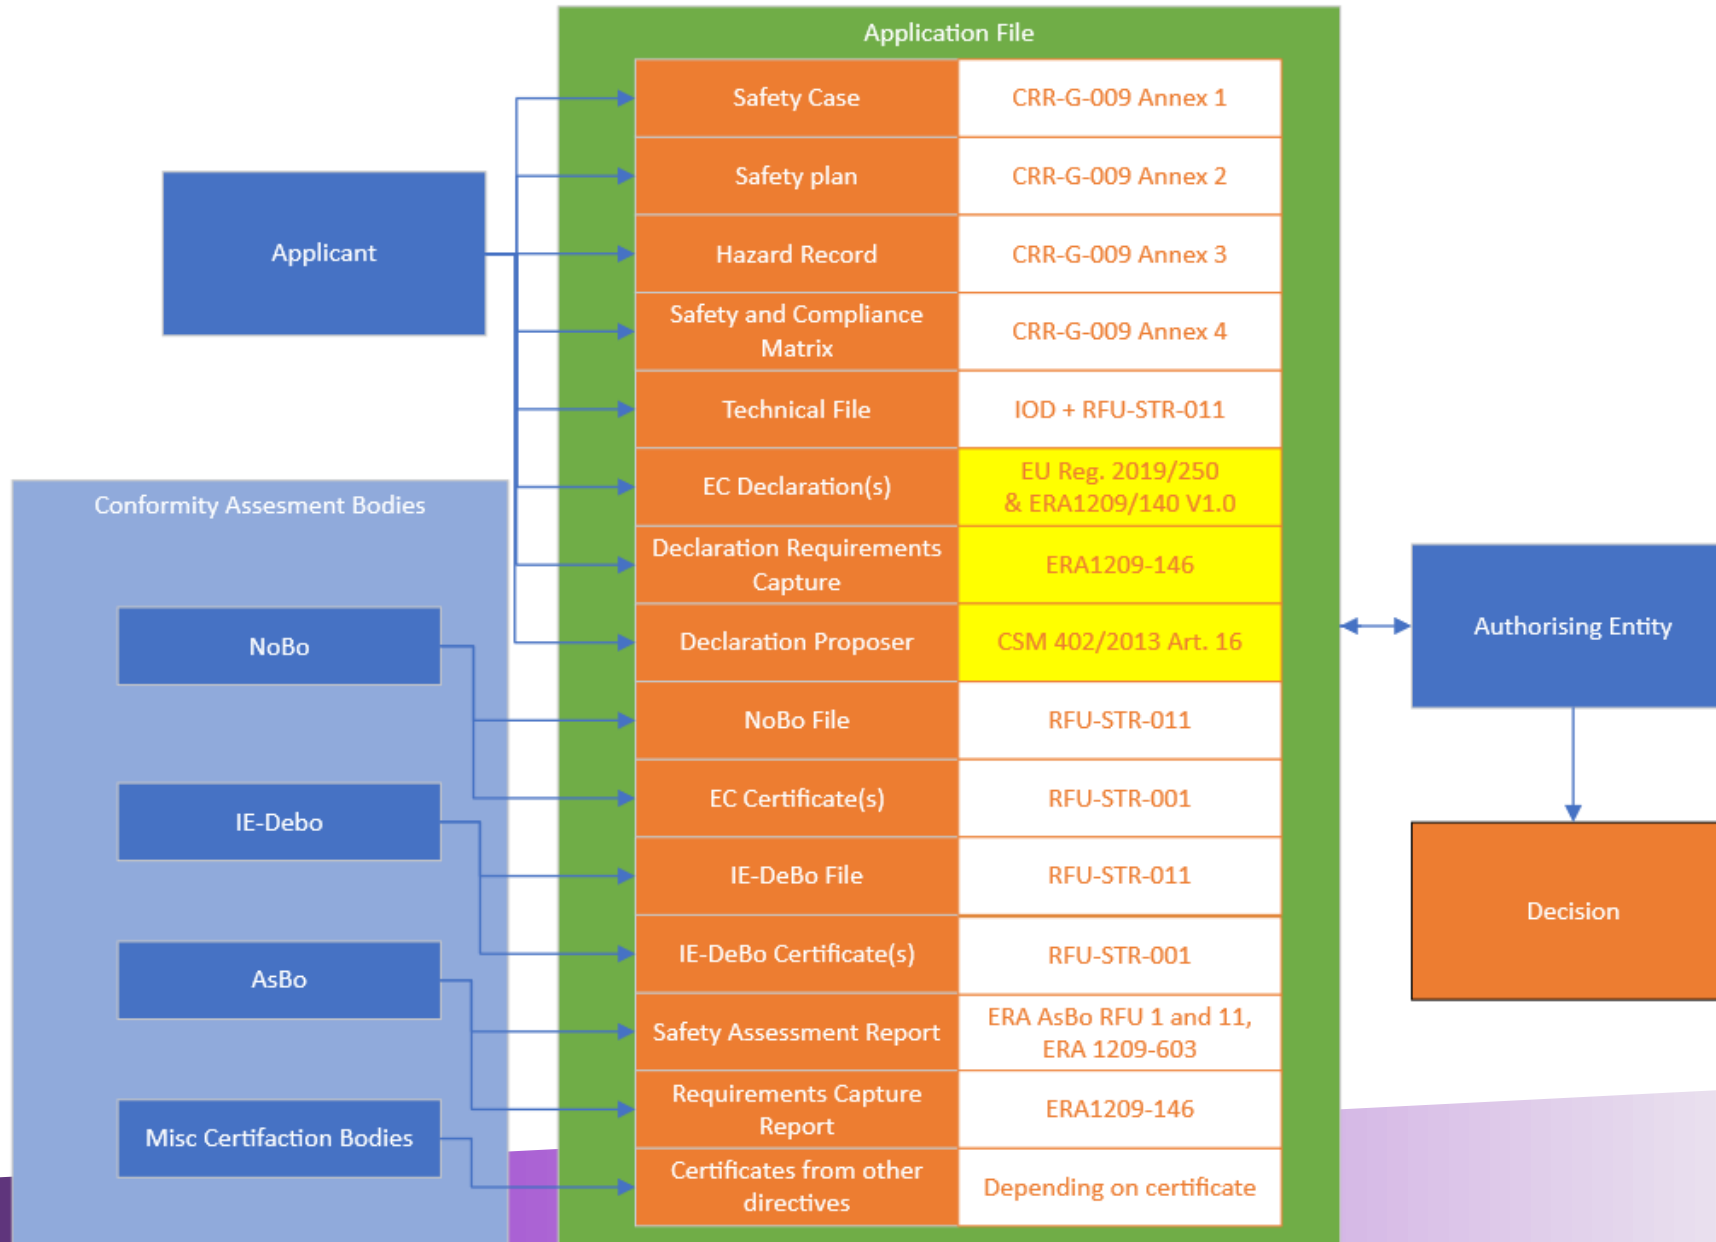 Application File
Safety Case
CRR-G-009 Annex 1
Safety plan
CRR-G-009 Annex 2
Applicant
Hazard Record
CRR-G-009 Annex 3
Safety and Compliance
Matrix
CRR-G-009 Annex 4
Technical File
IOD + RFU-STR-011
Conformity Assesment Bodies
EC Declaration(s)
EU Reg. 2019/250
& ERA1209/140 V1.0
Declaration Requirements
Capture
ERA1209-146
Declaration Proposer
CSM 402/2013 Art. 16
Authorising Entity
NoBo
NoBo File
RFU-STR-011
EC Certificate(s)
RFU-STR-001
IE-Debo
IE-DeBo File
RFU-STR-011
Decision
IE-DeBo Certificate(s)
RFU-STR-001
AsBo
Safety Assessment Report
ERA AsBo RFU 1 and 11,
ERA 1209-603
Requirements Capture
Report
ERA1209-146
Misc Certifaction Bodies
Certificates from other
directives
Depending on certificate